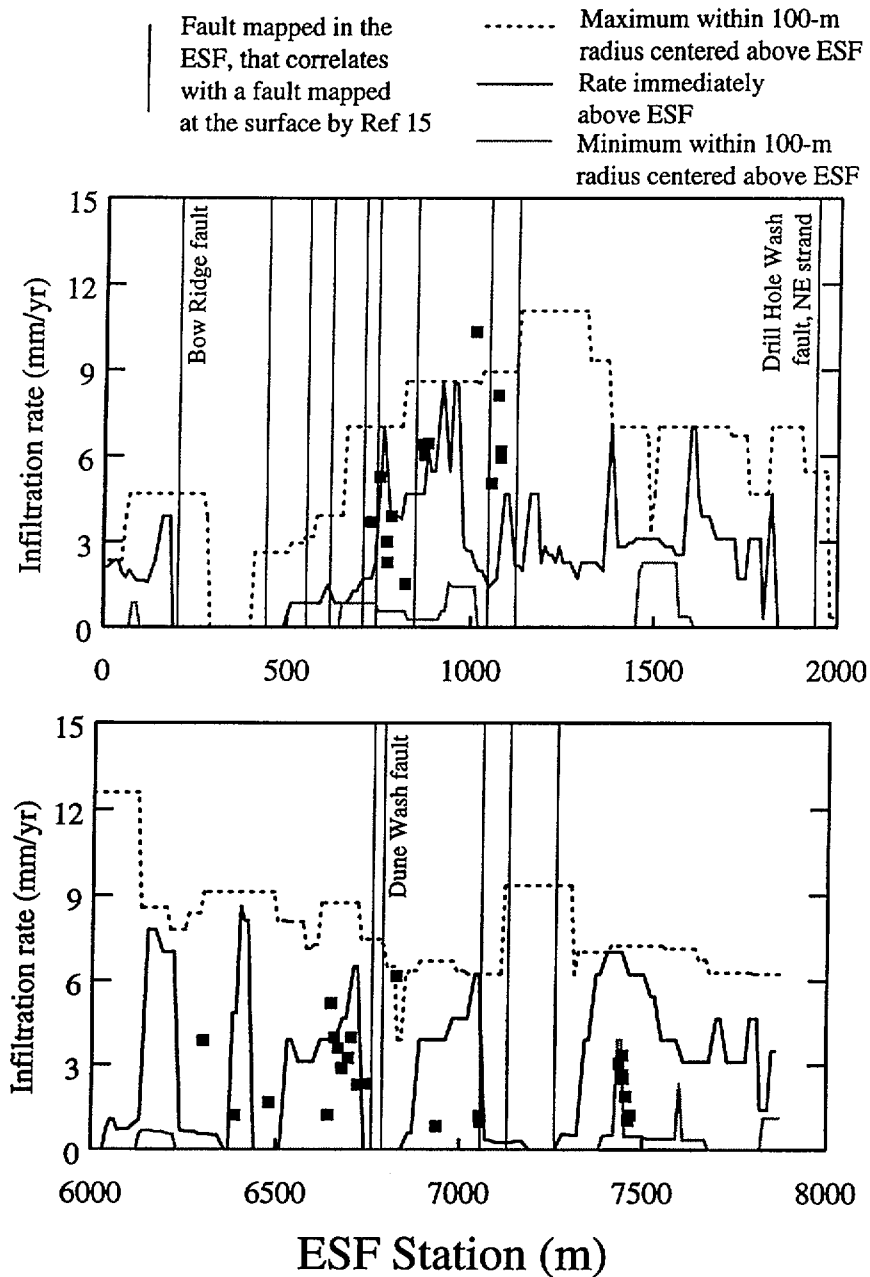 Fault mapped in the
ESF, that correlates
with a fault mapped
at the surface by Ref 15
Maximum within 100-m
radius centered above ESF
Rate immediately
above ESF
Minimum within 100-m
radius centered above ESF
Infiltration rate (mm/yr)
15
12
9
6
3
0
Bow Ridge fault
Drill Hole Wash
fault, NE strand
0
500
1000
1500
2000
Infiltration rate (mm/yr)
15
12
9
6
3
0
Dune Wash fault
6000
6500
7000
7500
8000
ESF Station (m)